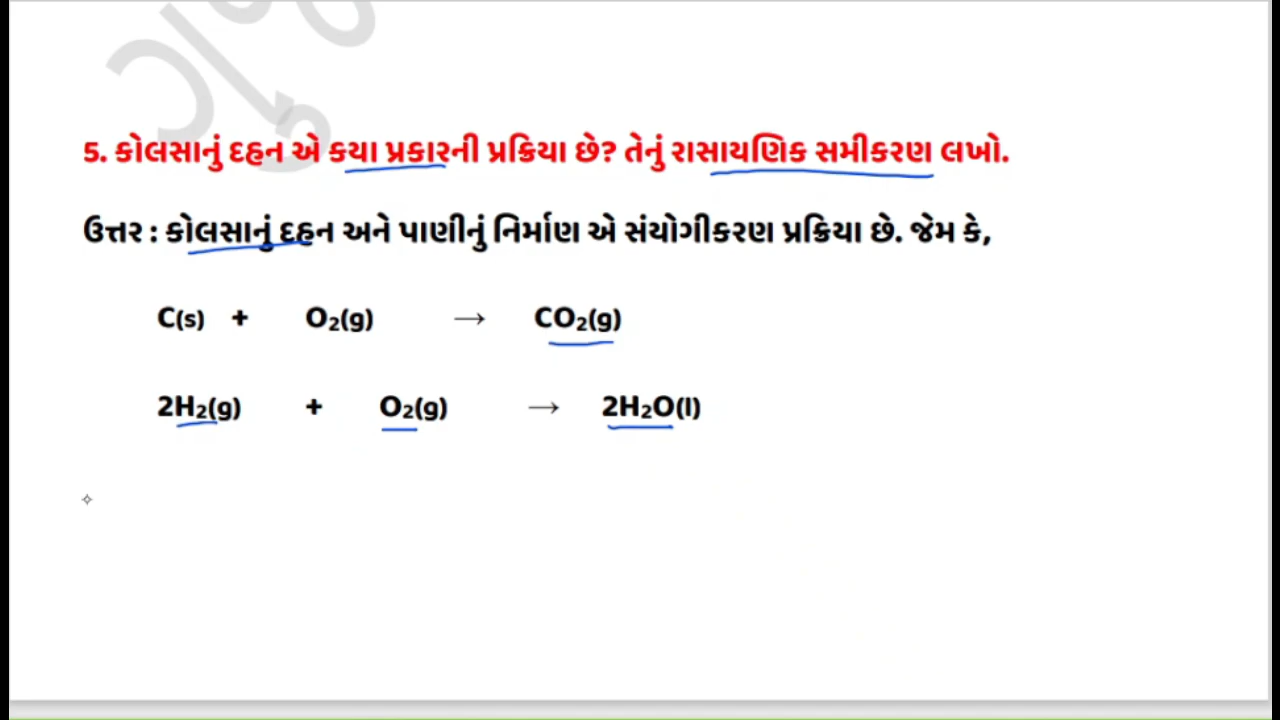 5. કોલસાનું દહન એ કયા પ્રકારની પ્રક્રિયા છે? તેનું રાસાયણિક સમીકરણ લખો.
ઉત્તર : કોલસાનું દહન અને પાણીનું નિર્માણ એ સંયોગીકરણ પ્રક્રિયા છે. જેમ કે,
C(s) + O₂(g) → CO₂(g)
2H₂(g) + O₂(g) → 2H₂O(l)